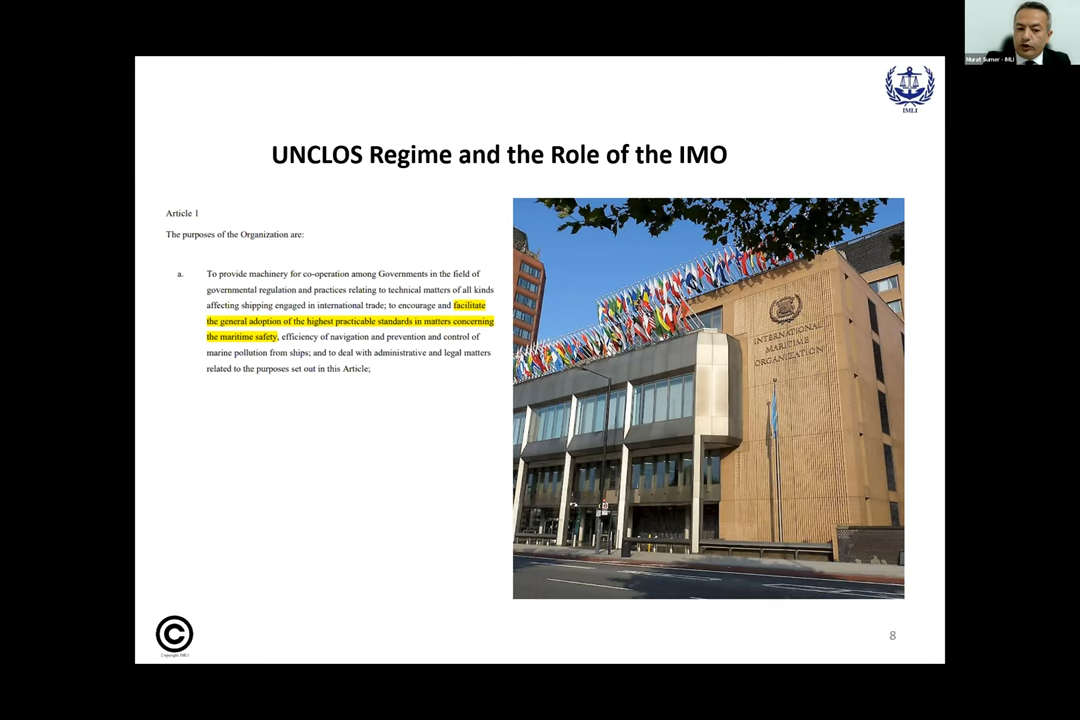 Murat Sumer - IMLI
IMLI
UNCLOS Regime and the Role of the IMO
Article 1
The purposes of the Organization are:
a. To provide machinery for co-operation among Governments in the field of
governmental regulation and practices relating to technical matters of all kinds
affecting shipping engaged in international trade; to encourage and facilitate
the general adoption of the highest practicable standards in matters concerning
the maritime safety, efficiency of navigation and prevention and control of
marine pollution from ships; and to deal with administrative and legal matters
related to the purposes set out in this Article;
INTERNATIONAL
MARITIME
ORGANIZATION
C
Copyright IMLI
8